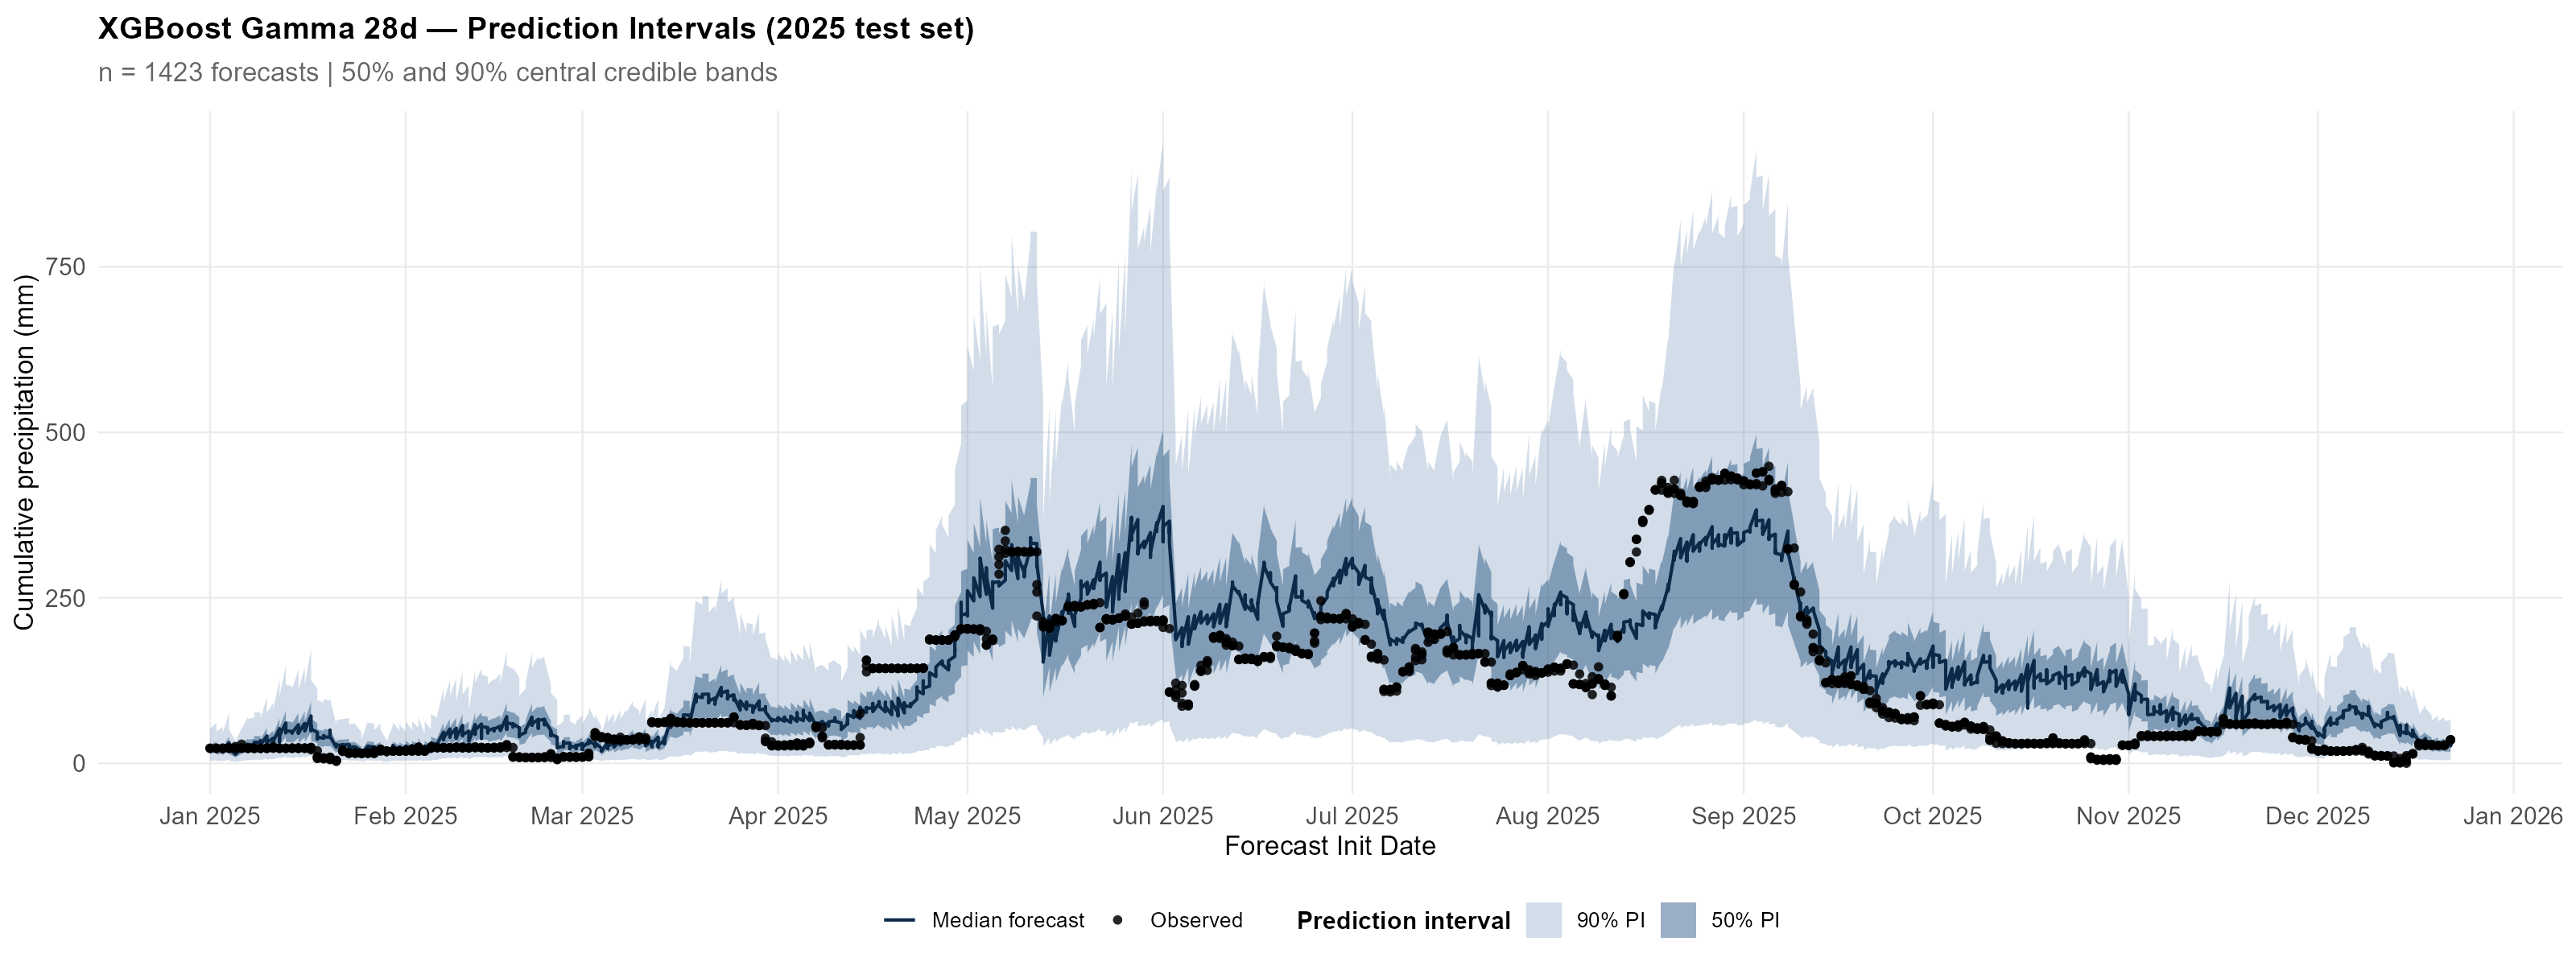 XGBoost Gamma 28d — Prediction Intervals (2025 test set)
n = 1423 forecasts | 50% and 90% central credible bands
Cumulative precipitation (mm)
750
500
250
0
Jan 2025 Feb 2025 Mar 2025 Apr 2025 May 2025 Jun 2025 Jul 2025 Aug 2025 Sep 2025 Oct 2025 Nov 2025 Dec 2025 Jan 2026
Forecast Init Date
Median forecast Observed Prediction interval 90% PI 50% PI